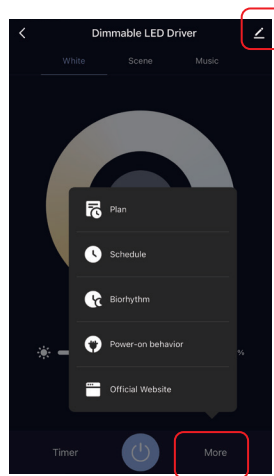 Dimmable LED Driver
White Scene Music
Plan
Schedule
Biorhythm
Power-on behavior
%
Official Website
Timer More